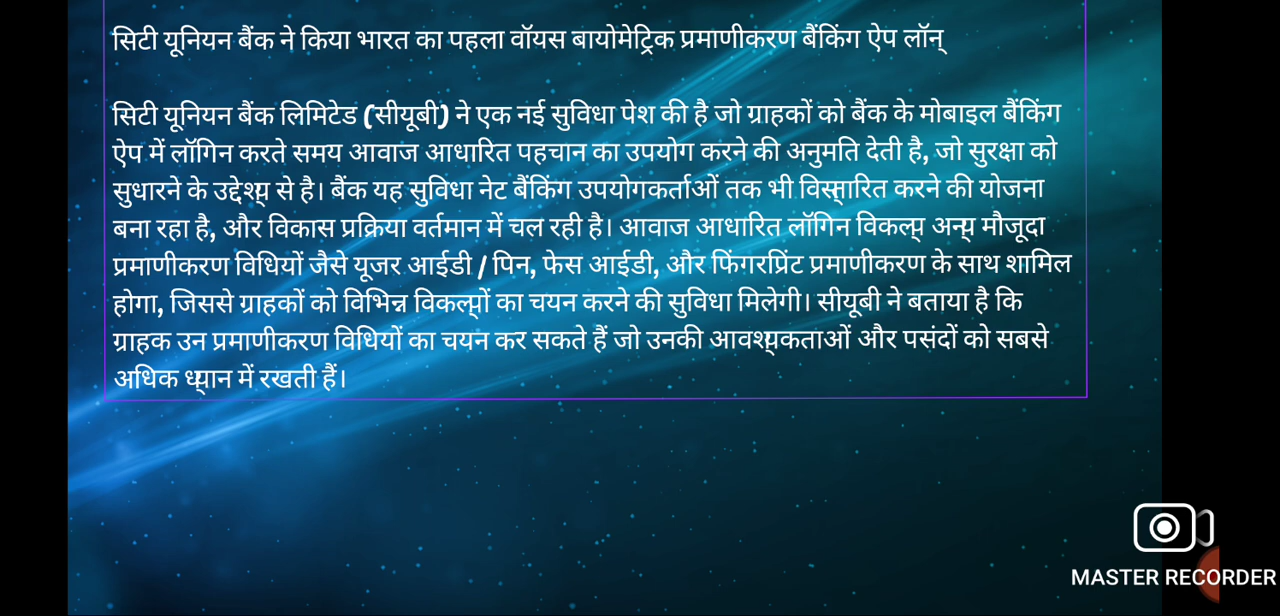 सिटी यूनियन बैंक ने किया भारत का पहला वॉयस बायोमेट्रिक प्रमाणीकरण बैंकिंग ऐप लॉन्
सिटी यूनियन बैंक लिमिटेड (सीयूबी) ने एक नई सुविधा पेश की है जो ग्राहकों को बैंक के मोबाइल बैंकिंग
ऐप में लॉगिन करते समय आवाज आधारित पहचान का उपयोग करने की अनुमति देती है, जो सुरक्षा को
सुधारने के उद्देश्य से है। बैंक यह सुविधा नेट बैंकिंग उपयोगकर्ताओं तक भी विस्तारित करने की योजना
बना रहा है, और विकास प्रक्रिया वर्तमान में चल रही है। आवाज आधारित लॉगिन विकल्प अन्य मौजूदा
प्रमाणीकरण विधियों जैसे यूजर आईडी / पिन, फेस आईडी, और फिंगरप्रिंट प्रमाणीकरण के साथ शामिल
होगा, जिससे ग्राहकों को विभिन्न विकल्पों का चयन करने की सुविधा मिलेगी। सीयूबी ने बताया है कि
ग्राहक उन प्रमाणीकरण विधियों का चयन कर सकते हैं जो उनकी आवश्यकताओं और पसंदों को सबसे
अधिक ध्यान में रखती हैं।
MASTER RECORDER